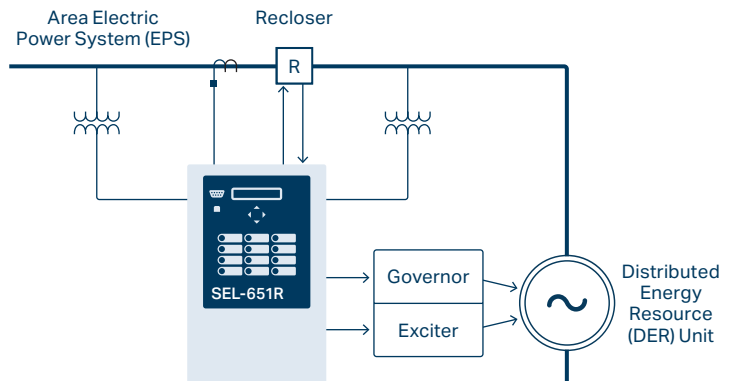 Area Electric
Power System (EPS)
Recloser
R
SEL-651R
Governor
Exciter
Distributed
Energy
Resource
(DER) Unit